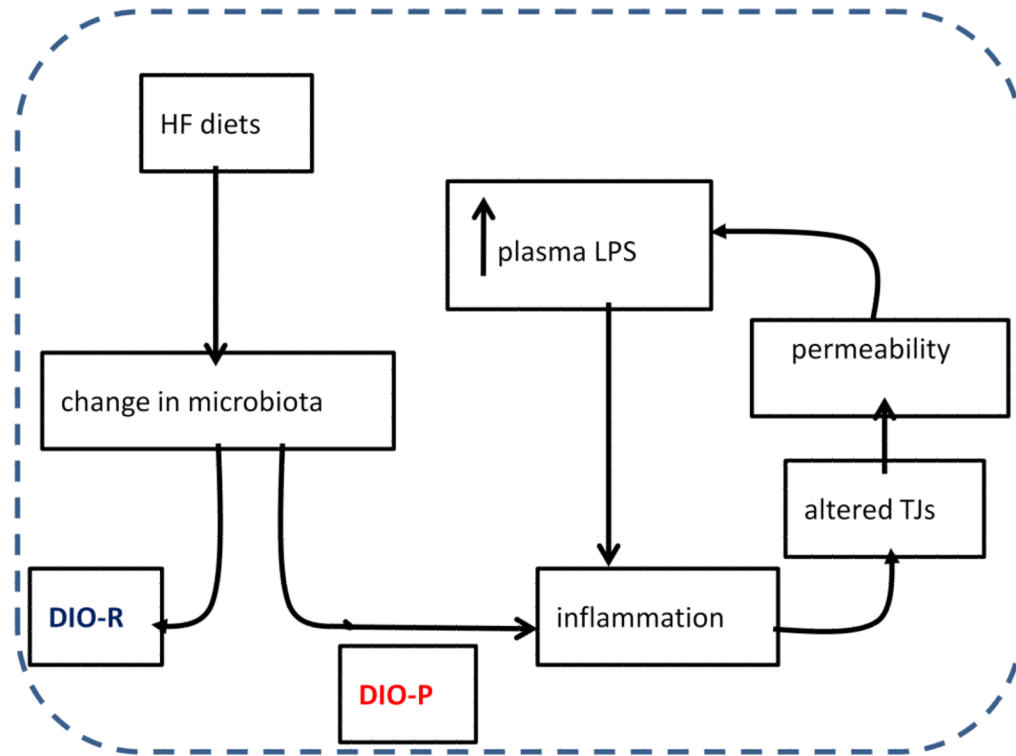 HF diets
plasma LPS
permeability
change in microbiota
altered TJs
DIO-R
inflammation
DIO-P